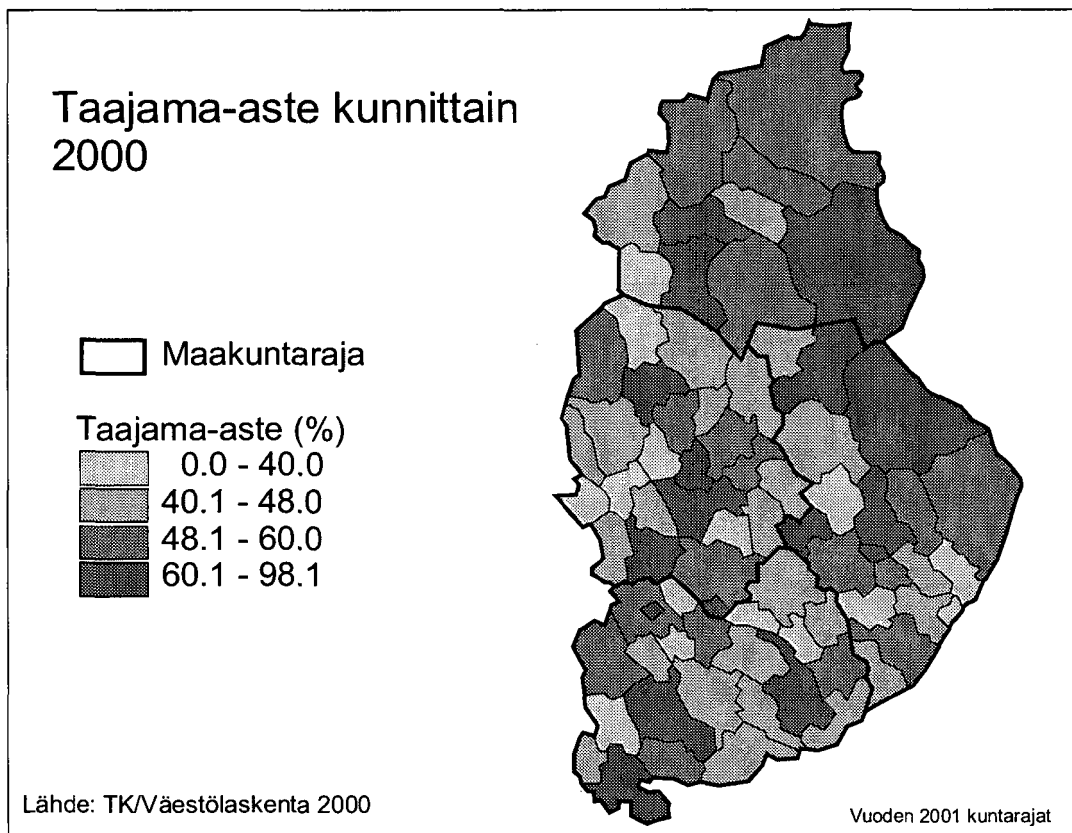 Taajama-aste kunnittain
2000
Maakuntaraja
Taajama-aste (%)
0.0 - 40.0
40.1 - 48.0
48.1 - 60.0
60.1 - 98.1
Lähde: TK/Väestölaskenta 2000
Vuoden 2001 kuntarajat